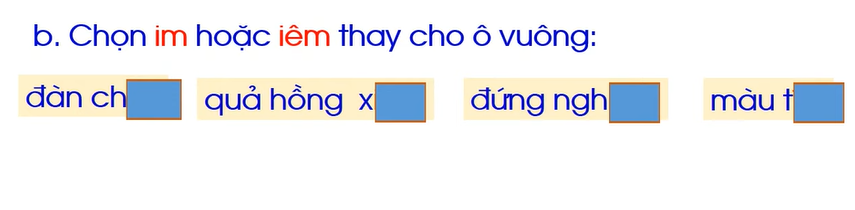 b. Chọn im hoặc iêm thay cho ô vuông:
đàn ch quả hồng x đứng ngh màu t